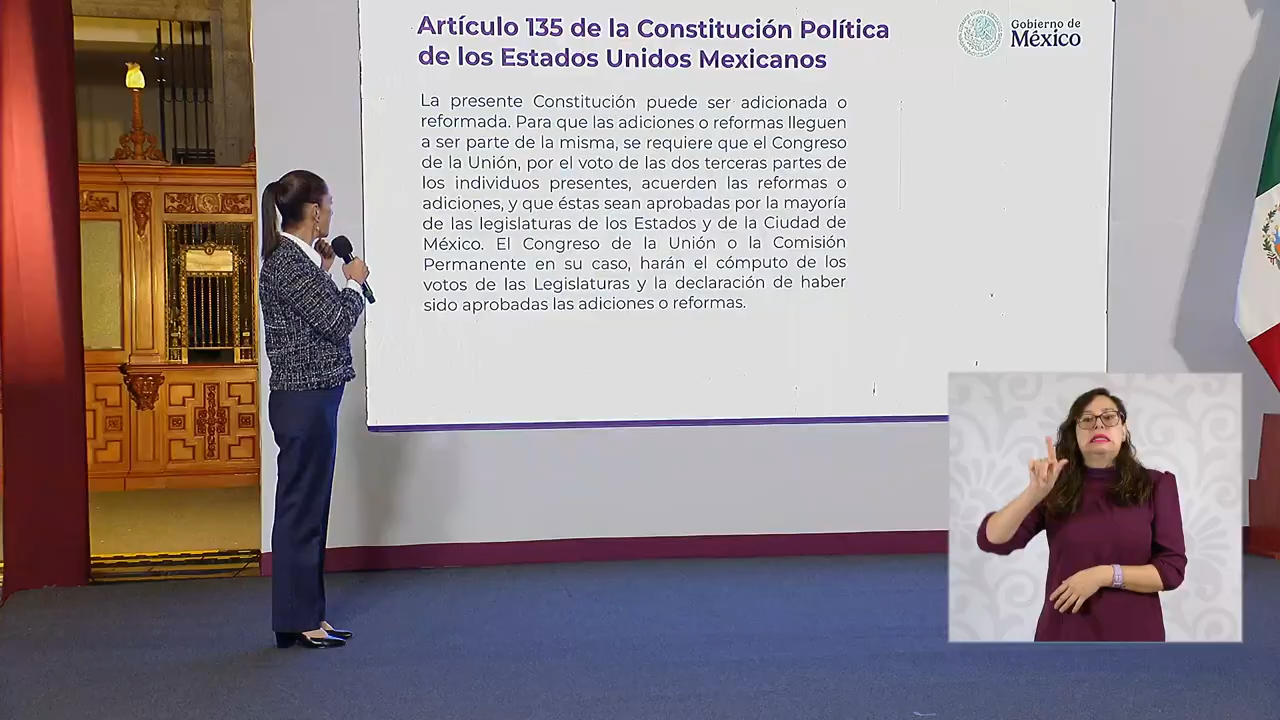 Artículo 135 de la Constitución Política
de los Estados Unidos Mexicanos
Gobierno de
México
La presente Constitución puede ser adicionada o
reformada. Para que las adiciones o reformas lleguen
a ser parte de la misma, se requiere que el Congreso
de la Unión, por el voto de las dos terceras partes de
los individuos presentes, acuerden las reformas o
adiciones, y que éstas sean aprobadas por la mayoría
de las legislaturas de los Estados y de la Ciudad de
México. El Congreso de la Unión o la Comisión
Permanente en su caso, harán el cómputo de los
votos de las Legislaturas y la declaración de haber
sido aprobadas las adiciones o reformas.